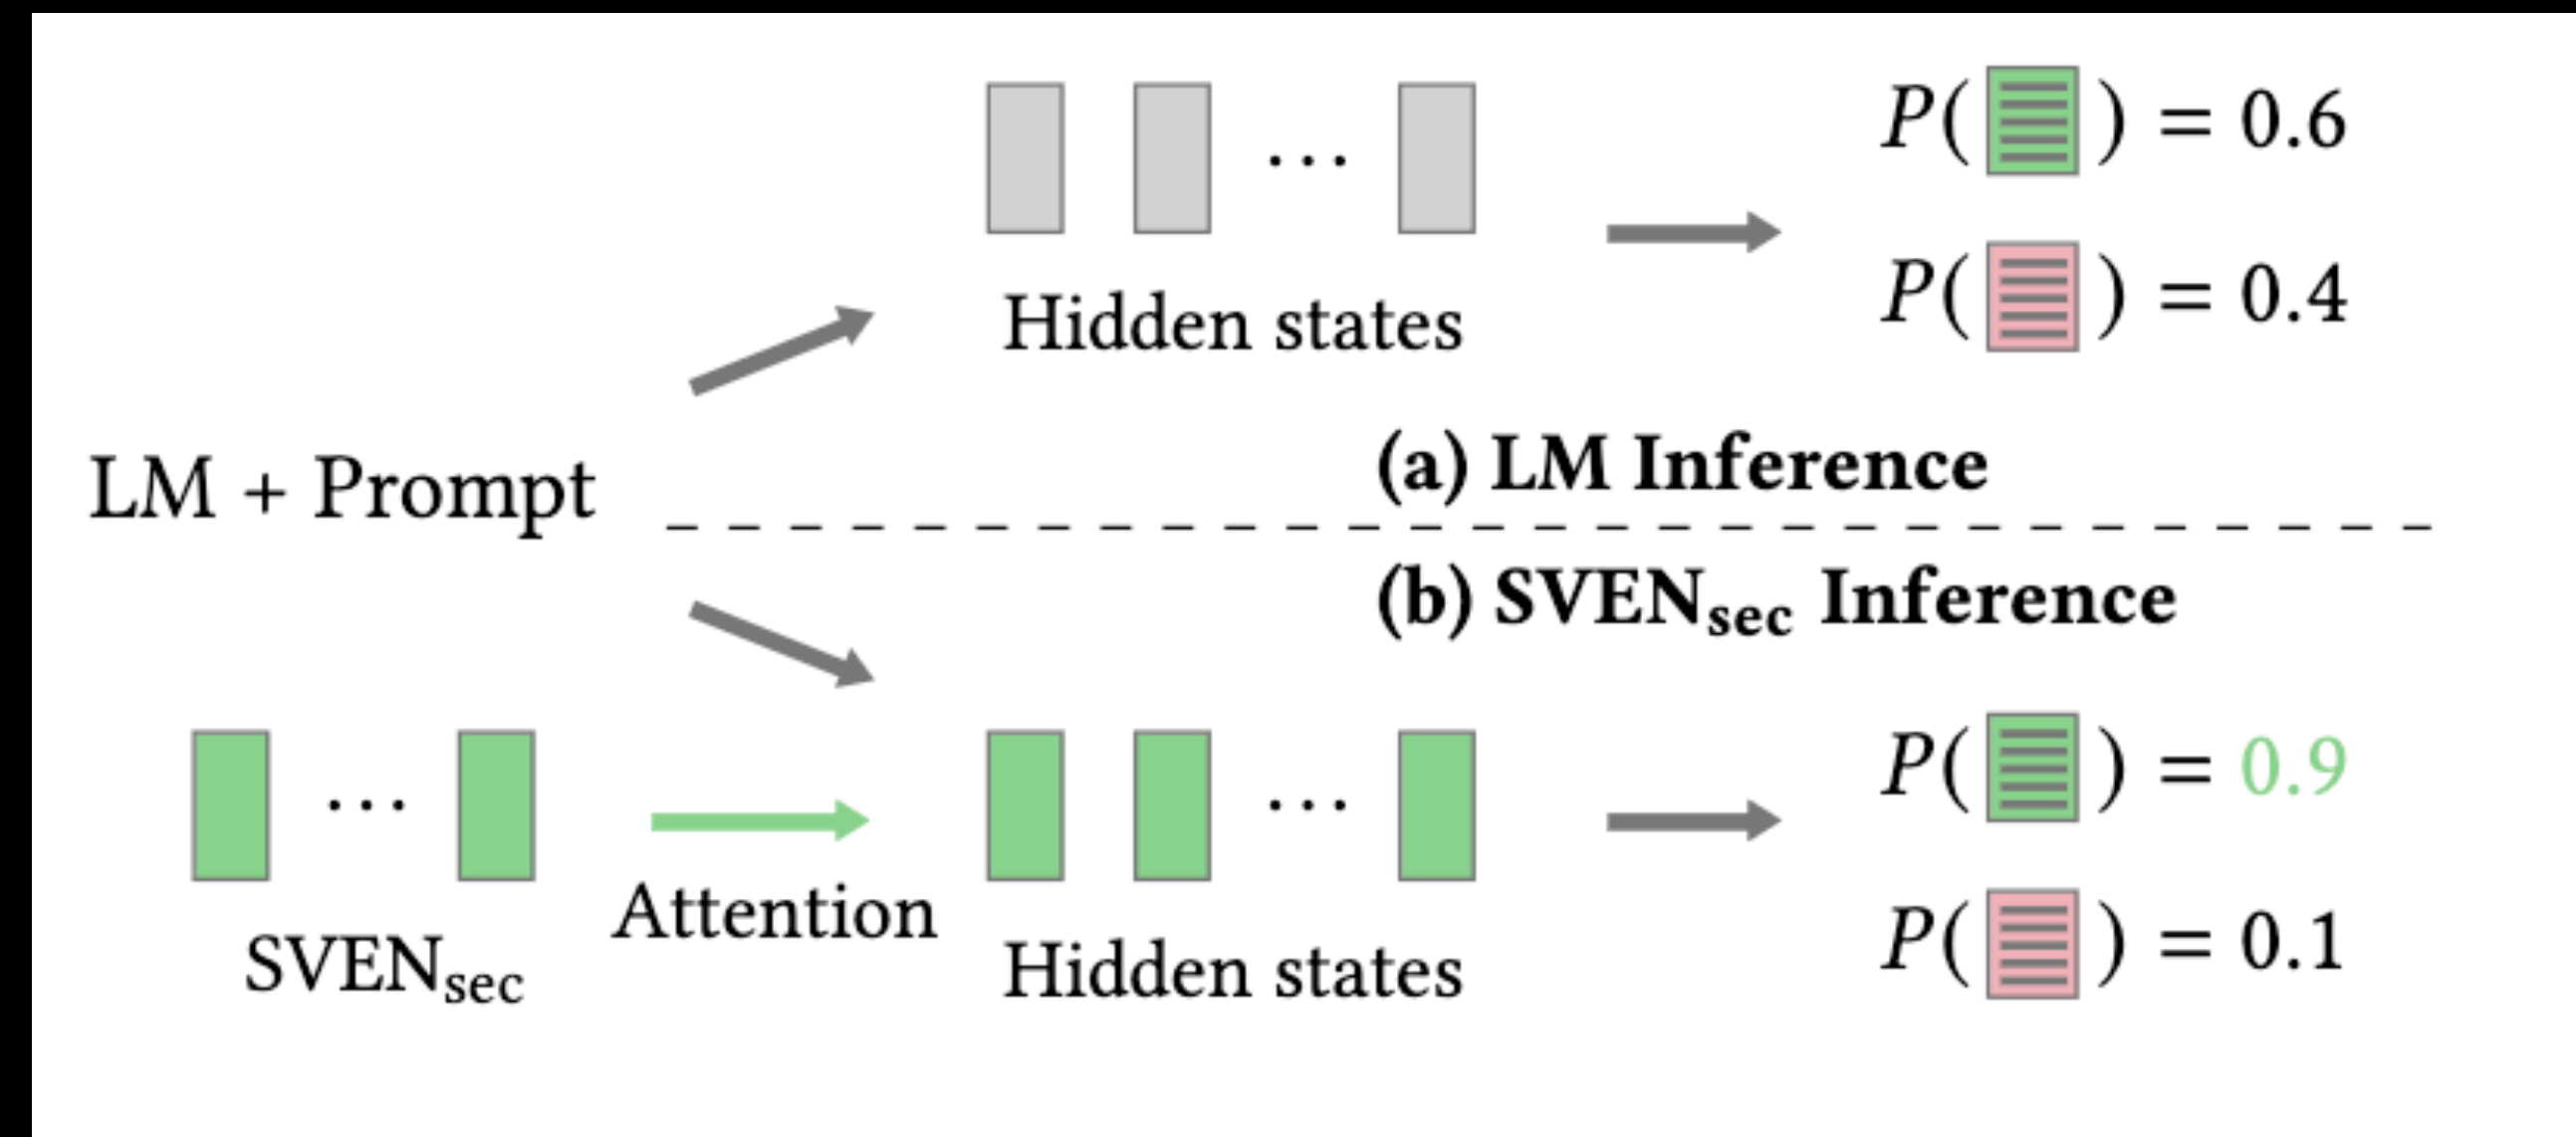 P( ) = 0.6
P( ) = 0.4
...
Hidden states
(a) LM Inference
LM + Prompt
(b) SVENsec Inference
...
SVENsec
Attention
...
Hidden states
P( ) = 0.9
P( ) = 0.1